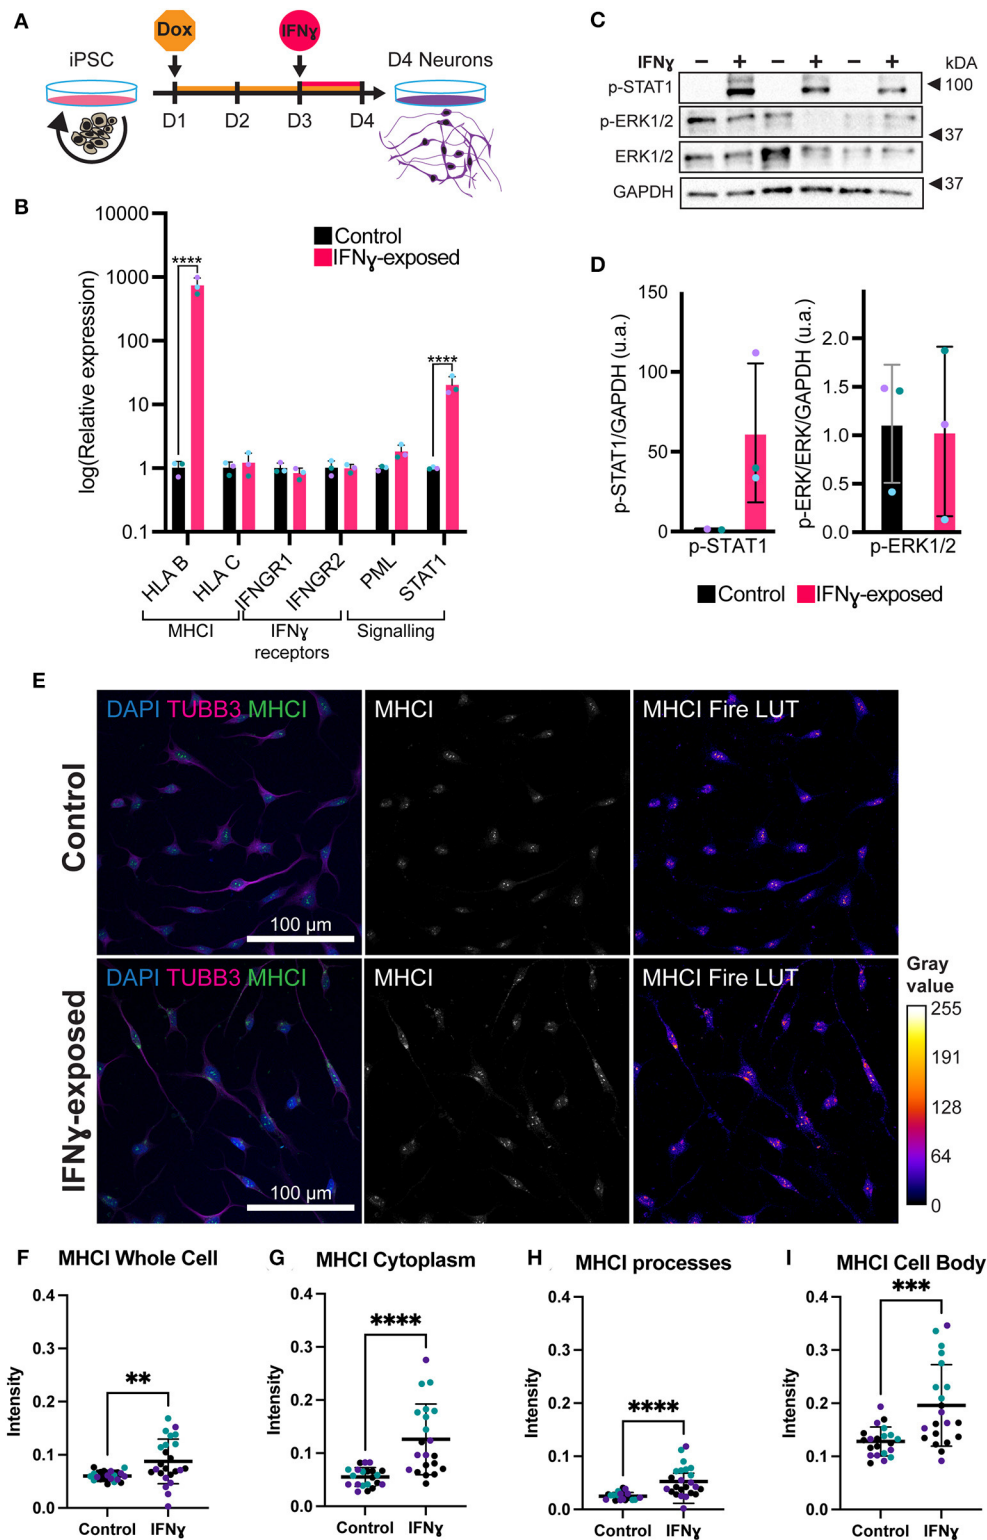 A
Dox
IFNɣ
iPSC
D4 Neurons
D1 D2 D3 D4
B
log(Relative expression)
10000
1000
100
10
1
0.1
Control
IFNɣ-exposed
****
****
HLA B
HLA C
IFNGR1
IFNGR2
PML
STAT1
MHCI
IFNɣ
receptors
Signalling
C
IFNɣ – + – + – + kDA
p-STAT1 100
p-ERK1/2 37
ERK1/2
GAPDH 37
D
p-STAT1/GAPDH (u.a.)
150
100
50
0
p-STAT1
p-ERK/ERK/GAPDH (u.a.)
2.0
1.5
1.0
0.5
0.0
p-ERK1/2
Control IFNɣ-exposed
E
Control
DAPI TUBB3 MHCI
100 µm
MHCI
MHCI Fire LUT
IFNɣ-exposed
DAPI TUBB3 MHCI
100 µm
MHCI
MHCI Fire LUT
Gray
value
255
191
128
64
0
F MHCI Whole Cell
Intensity
0.4
0.3
0.2
0.1
0.0
**
Control IFNɣ
G MHCI Cytoplasm
Intensity
0.4
0.3
0.2
0.1
0.0
****
Control IFNɣ
H MHCI processes
Intensity
0.4
0.3
0.2
0.1
0.0
****
Control IFNɣ
I MHCI Cell Body
Intensity
0.4
0.3
0.2
0.1
0.0
***
Control IFNɣ